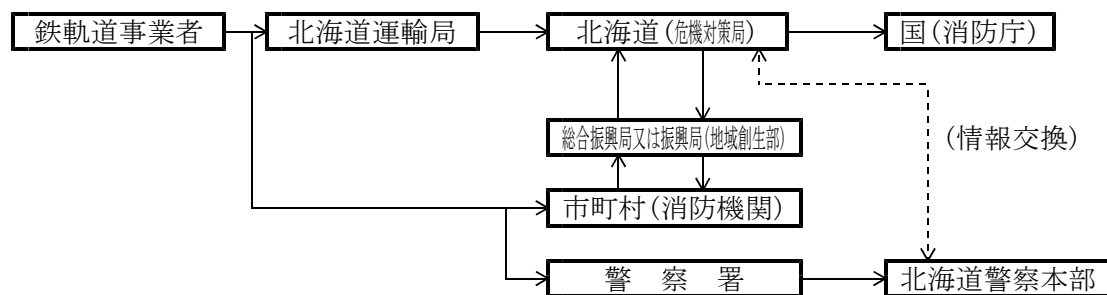 鉄軌道事業者
北海道運輸局
北海道(危機対策局)
国(消防庁)
総合振興局又は振興局(地域創生部)
(情報交換)
市町村(消防機関)
警察署
北海道警察本部